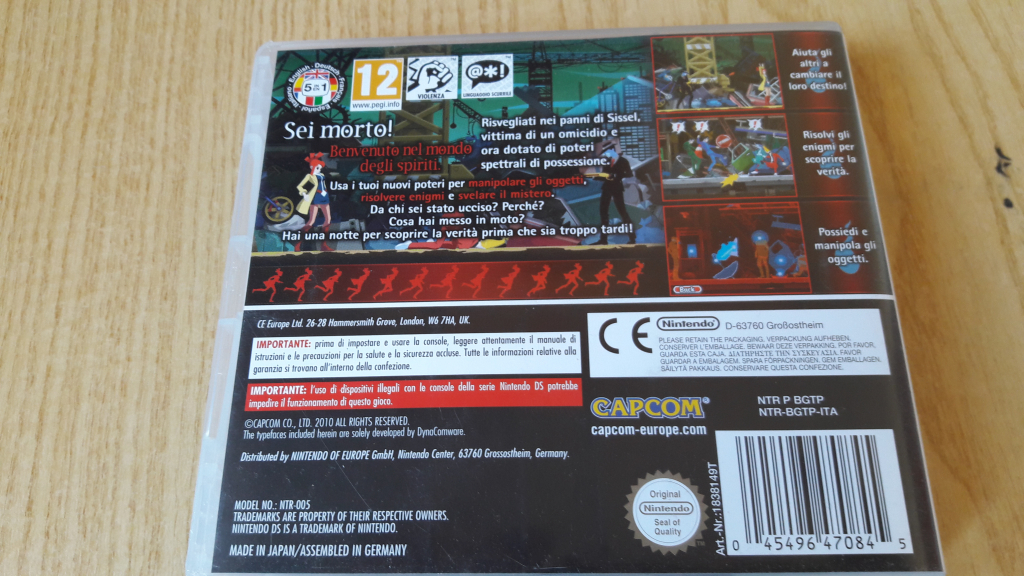 English - Deutsch - Français
Italiano - Español
5 in 1
12
www.pegi.info
VIOLENZA
@*!
LINGUAGGIO SCURRILE
Sei morto!
Benvenuto nel mondo
degli spiriti.
Risvegliati nei panni di Sissel,
vittima di un omicidio e
ora dotato di poteri
spettrali di possessione.
Usa i tuoi nuovi poteri per manipolare gli oggetti,
risolvere enigmi e svelare il mistero.
Da chi sei stato ucciso? Perché?
Cosa hai messo in moto?
Hai una notte per scoprire la verità prima che sia troppo tardi!
Aiuta gli
altri a
cambiare il
loro destino!
Risolvi gli
enigmi per
scoprire la
verità.
Possiedi e
manipola gli
oggetti.
CE Europe Ltd. 26-28 Hammersmith Grove, London, W6 7HA, UK.
IMPORTANTE: prima di impostare e usare la console, leggere attentamente il manuale di
istruzioni e le precauzioni per la salute e la sicurezza accluse. Tutte le informazioni relative alla
garanzia si trovano all'interno della confezione.
IMPORTANTE: l'uso di dispositivi illegali con le console della serie Nintendo DS potrebbe
impedire il funzionamento di questo gioco.
©CAPCOM CO., LTD. 2010 ALL RIGHTS RESERVED.
The typefaces included herein are solely developed by DynaComware.
Distributed by NINTENDO OF EUROPE GmbH, Nintendo Center, 63760 Grossostheim, Germany.
MODEL NO.: NTR-005
TRADEMARKS ARE PROPERTY OF THEIR RESPECTIVE OWNERS.
NINTENDO DS IS A TRADEMARK OF NINTENDO.
MADE IN JAPAN/ASSEMBLED IN GERMANY
CE
Nintendo
D-63760 Großostheim
PLEASE RETAIN THE PACKAGING. VERPACKUNG AUFHEBEN.
CONSERVER L'EMBALLAGE. BEWAAR DEZE VERPAKKING. POR FAVOR,
GUARDA ESTA CAJA. ΔΙΑΤΗΡΗΣΤΕ ΤΗΝ ΣΥΣΚΕΥΑΣΙΑ. FAVOR
GUARDAR A EMBALAGEM. SPARA FÖRPACKNINGEN. GEM EMBALLAGEN.
SÄILYTÄ PAKKAUS. CONSERVARE QUESTA CONFEZIONE.
CAPCOM®
capcom-europe.com
NTR P BGTP
NTR-BGTP-ITA
Original
Nintendo
Seal of
Quality
Art.-Nr.:1838149T
0 45496 47084 5